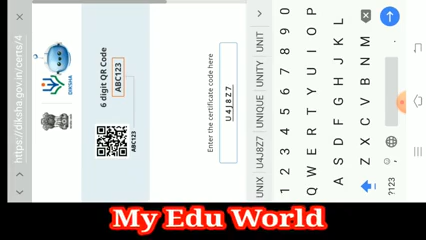 https://diksha.gov.in/certs/4
DIKSHA
6 digit QR Code
ABC123
ABC123
Enter the certificate code here
U4J8Z7
UNIX U4J8Z7 UNIQUE UNITY UNIT
1 2 3 4 5 6 7 8 9 0
Q W E R T Y U I O P
A S D F G H J K L
Z X C V B N M
?123 , .
My Edu World